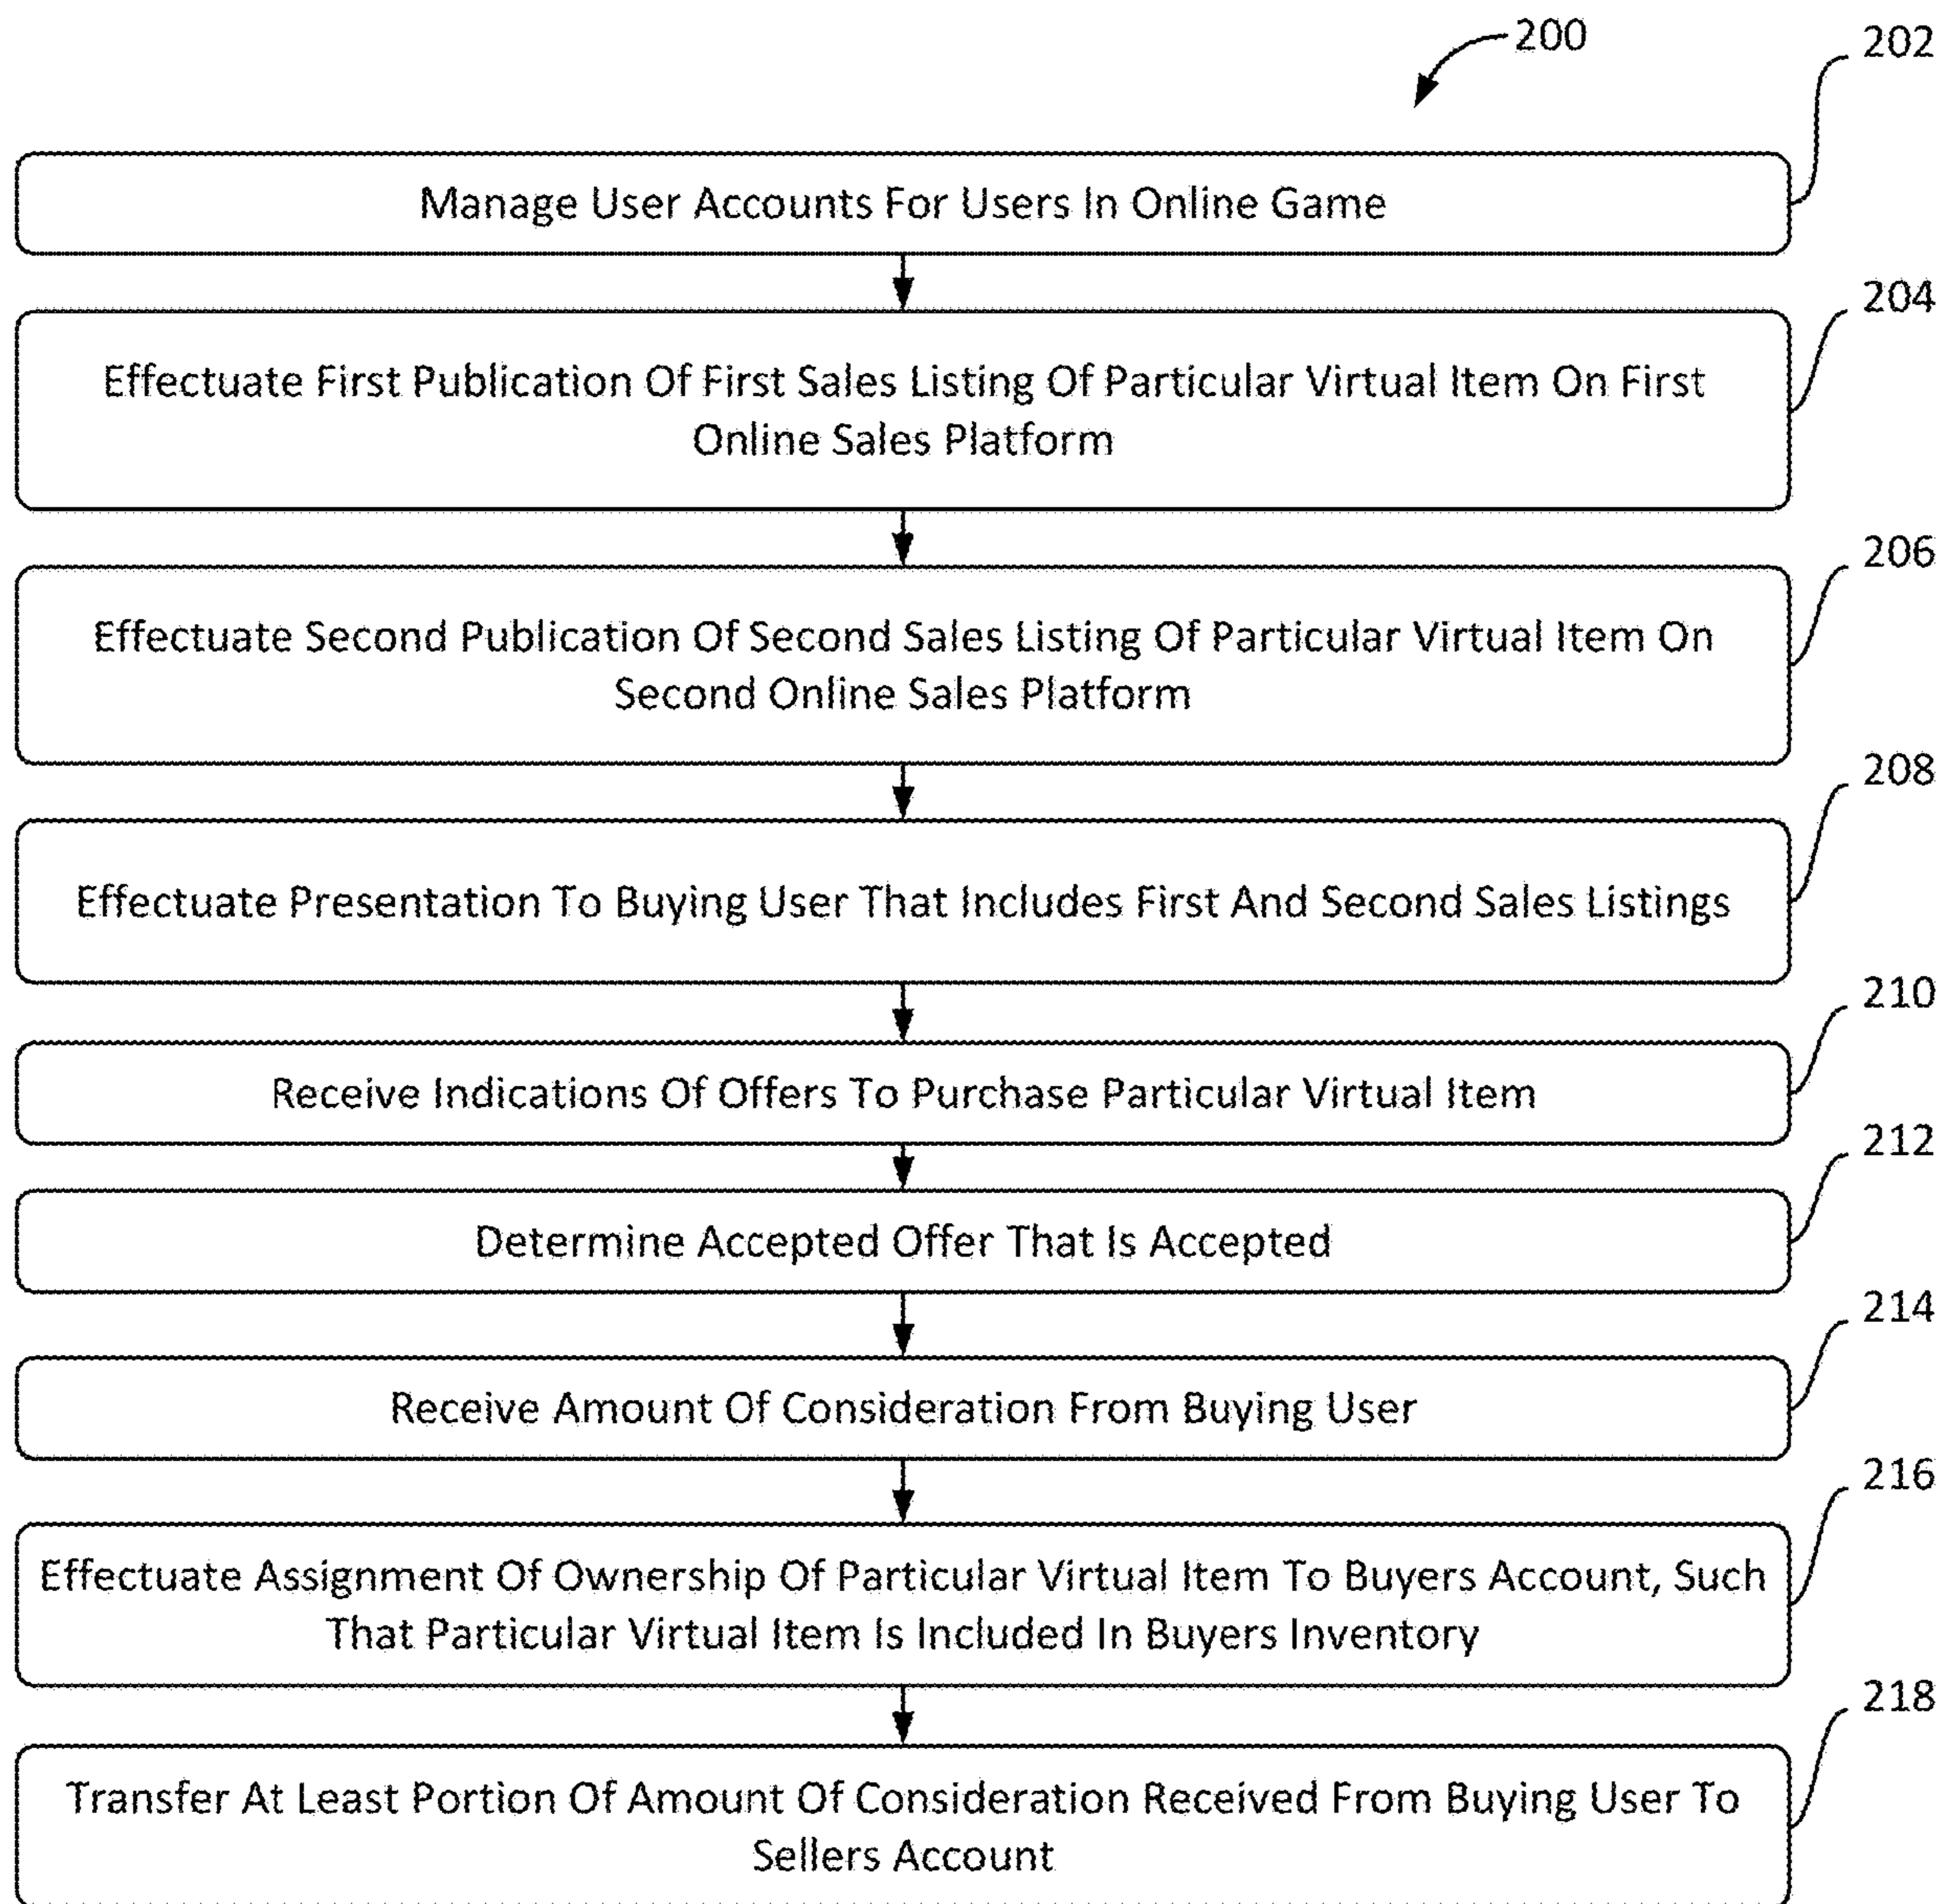 200
202
Manage User Accounts For Users In Online Game
204
Effectuate First Publication Of First Sales Listing Of Particular Virtual Item On First
Online Sales Platform
206
Effectuate Second Publication Of Second Sales Listing Of Particular Virtual Item On
Second Online Sales Platform
208
Effectuate Presentation To Buying User That Includes First And Second Sales Listings
210
Receive Indications Of Offers To Purchase Particular Virtual Item
212
Determine Accepted Offer That Is Accepted
214
Receive Amount Of Consideration From Buying User
216
Effectuate Assignment Of Ownership Of Particular Virtual Item To Buyers Account, Such
That Particular Virtual Item Is Included In Buyers Inventory
218
Transfer At Least Portion Of Amount Of Consideration Received From Buying User To
Sellers Account